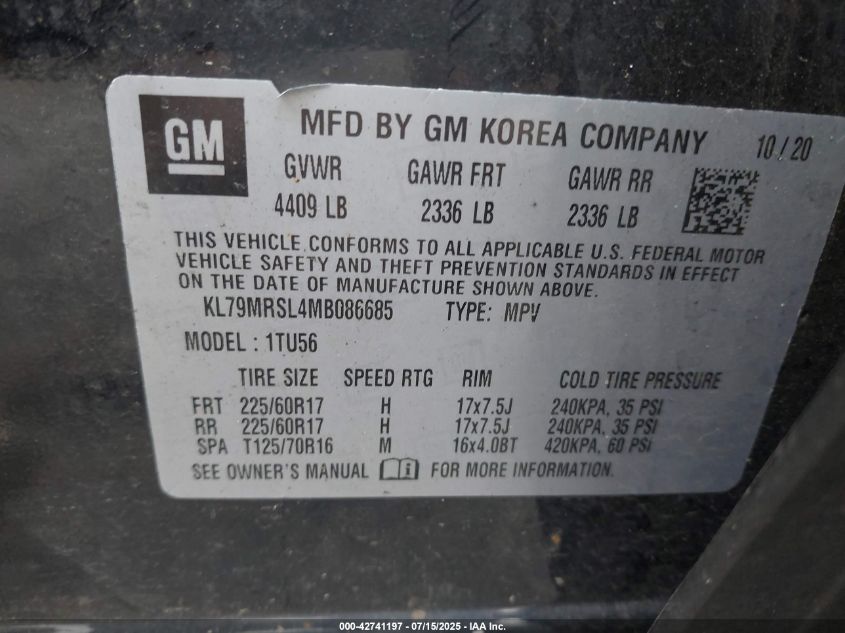 GM
MFD BY GM KOREA COMPANY 10 / 20
GVWR GAWR FRT GAWR RR
4409 LB 2336 LB 2336 LB
THIS VEHICLE CONFORMS TO ALL APPLICABLE U.S. FEDERAL MOTOR
VEHICLE SAFETY AND THEFT PREVENTION STANDARDS IN EFFECT
ON THE DATE OF MANUFACTURE SHOWN ABOVE.
KL79MRSL4MB086685 TYPE: MPV
MODEL : 1TU56
TIRE SIZE SPEED RTG RIM COLD TIRE PRESSURE
FRT 225/60R17 H 17x7.5J 240KPA, 35 PSI
RR 225/60R17 H 17x7.5J 240KPA, 35 PSI
SPA T125/70R16 M 16x4.0BT 420KPA, 60 PSI
SEE OWNER'S MANUAL i FOR MORE INFORMATION.
000-42741197 - 07/15/2025 - IAA Inc.